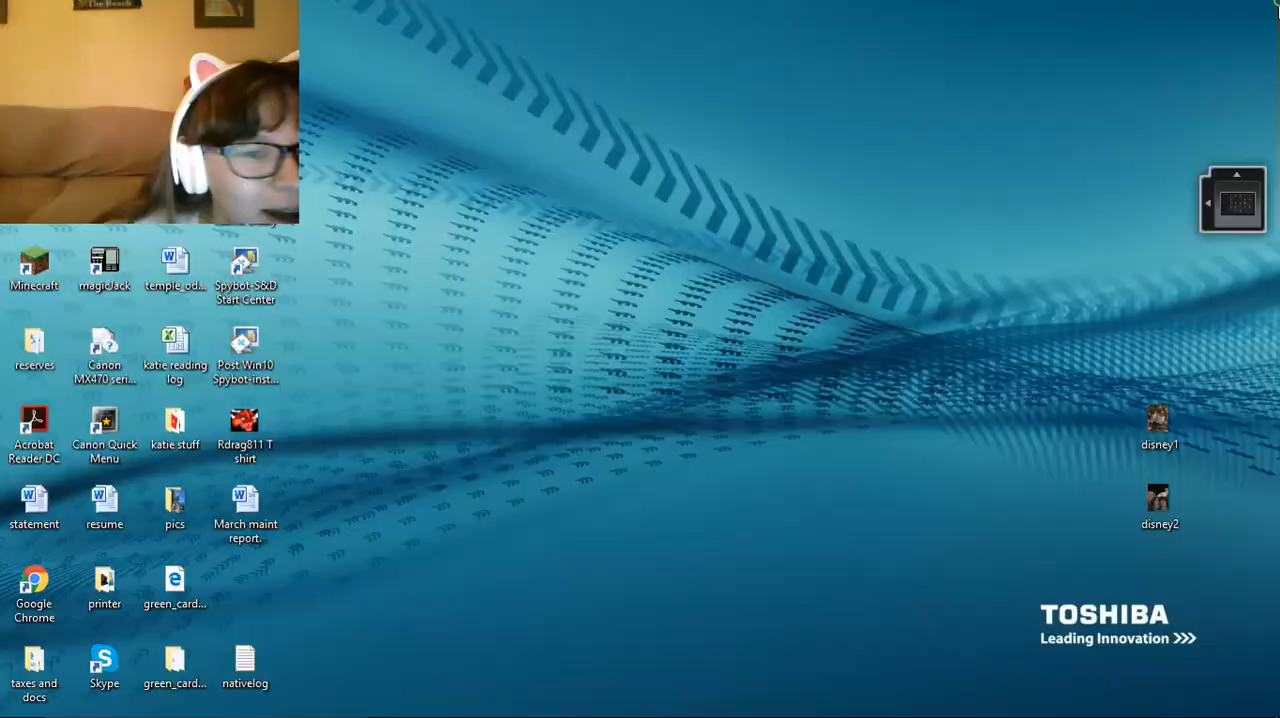 The Beach
Minecraft
magicJack
temple_od...
Spybot-S&D
Start Center
reserves
Canon
MX470 seri...
katie reading
log
Post Win10
Spybot-inst...
Acrobat
Reader DC
Canon Quick
Menu
katie stuff
Rdrag811 T
shirt
statement
resume
pics
March maint
report.
Google
Chrome
printer
green_card...
taxes and
docs
Skype
green_card...
nativelog
disney1
disney2
TOSHIBA
Leading Innovation >>>